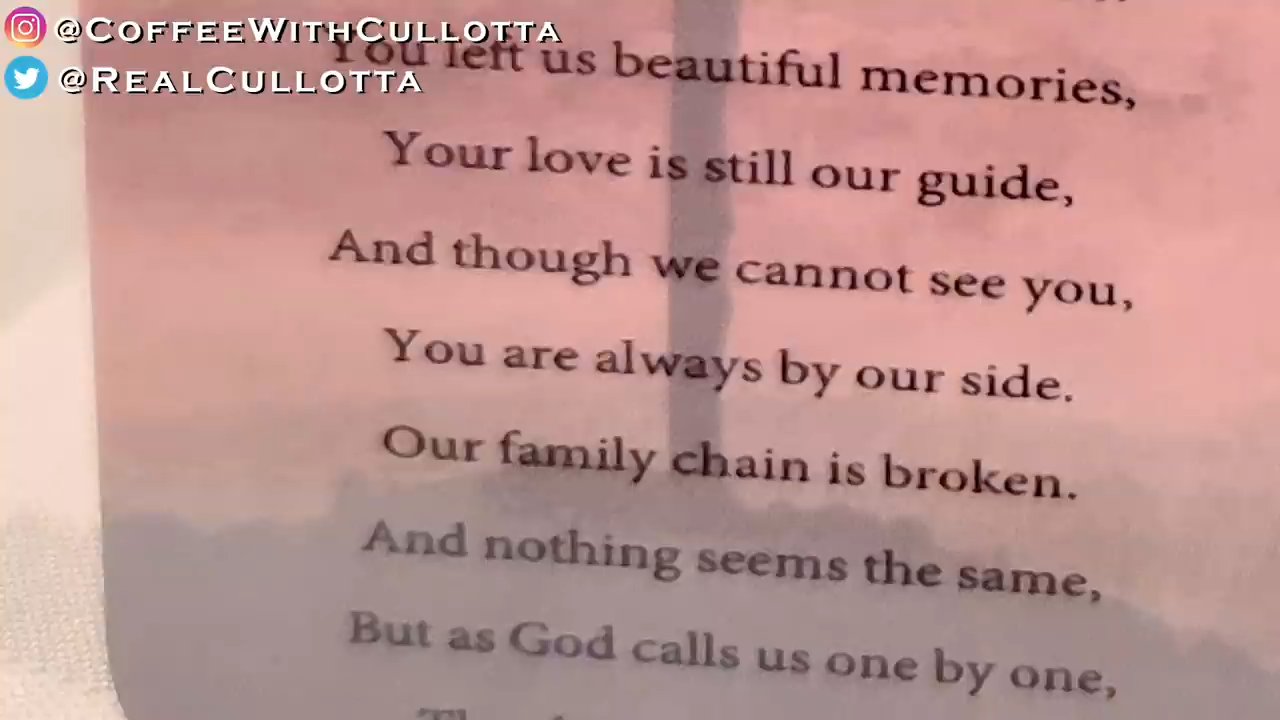 @CoffeeWithCullotta
@RealCullotta
You left us beautiful memories,
Your love is still our guide,
And though we cannot see you,
You are always by our side.
Our family chain is broken.
And nothing seems the same,
But as God calls us one by one,